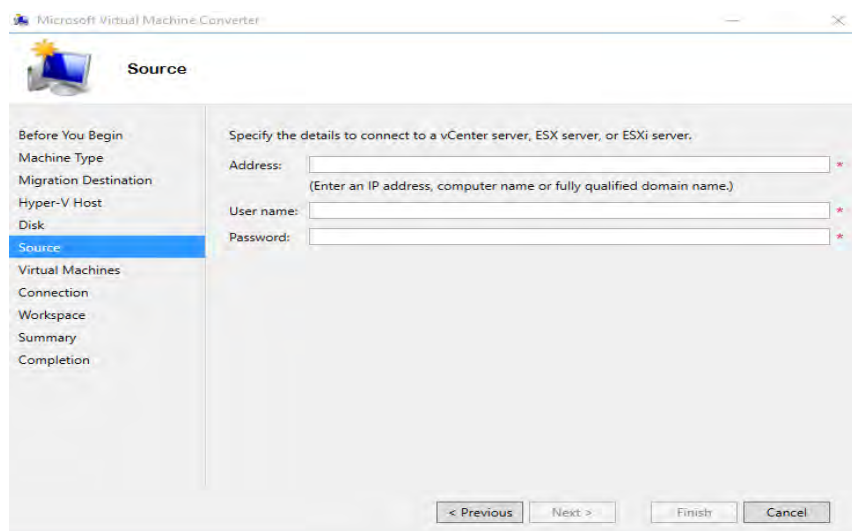 Microsoft Virtual Machine Converter
Source
Before You Begin
Machine Type
Migration Destination
Hyper-V Host
Disk
Source
Virtual Machines
Connection
Workspace
Summary
Completion
Specify the details to connect to a vCenter server, ESX server, or ESXi server.
Address: *
(Enter an IP address, computer name or fully qualified domain name.)
User name: *
Password: *
< Previous Next > Finish Cancel